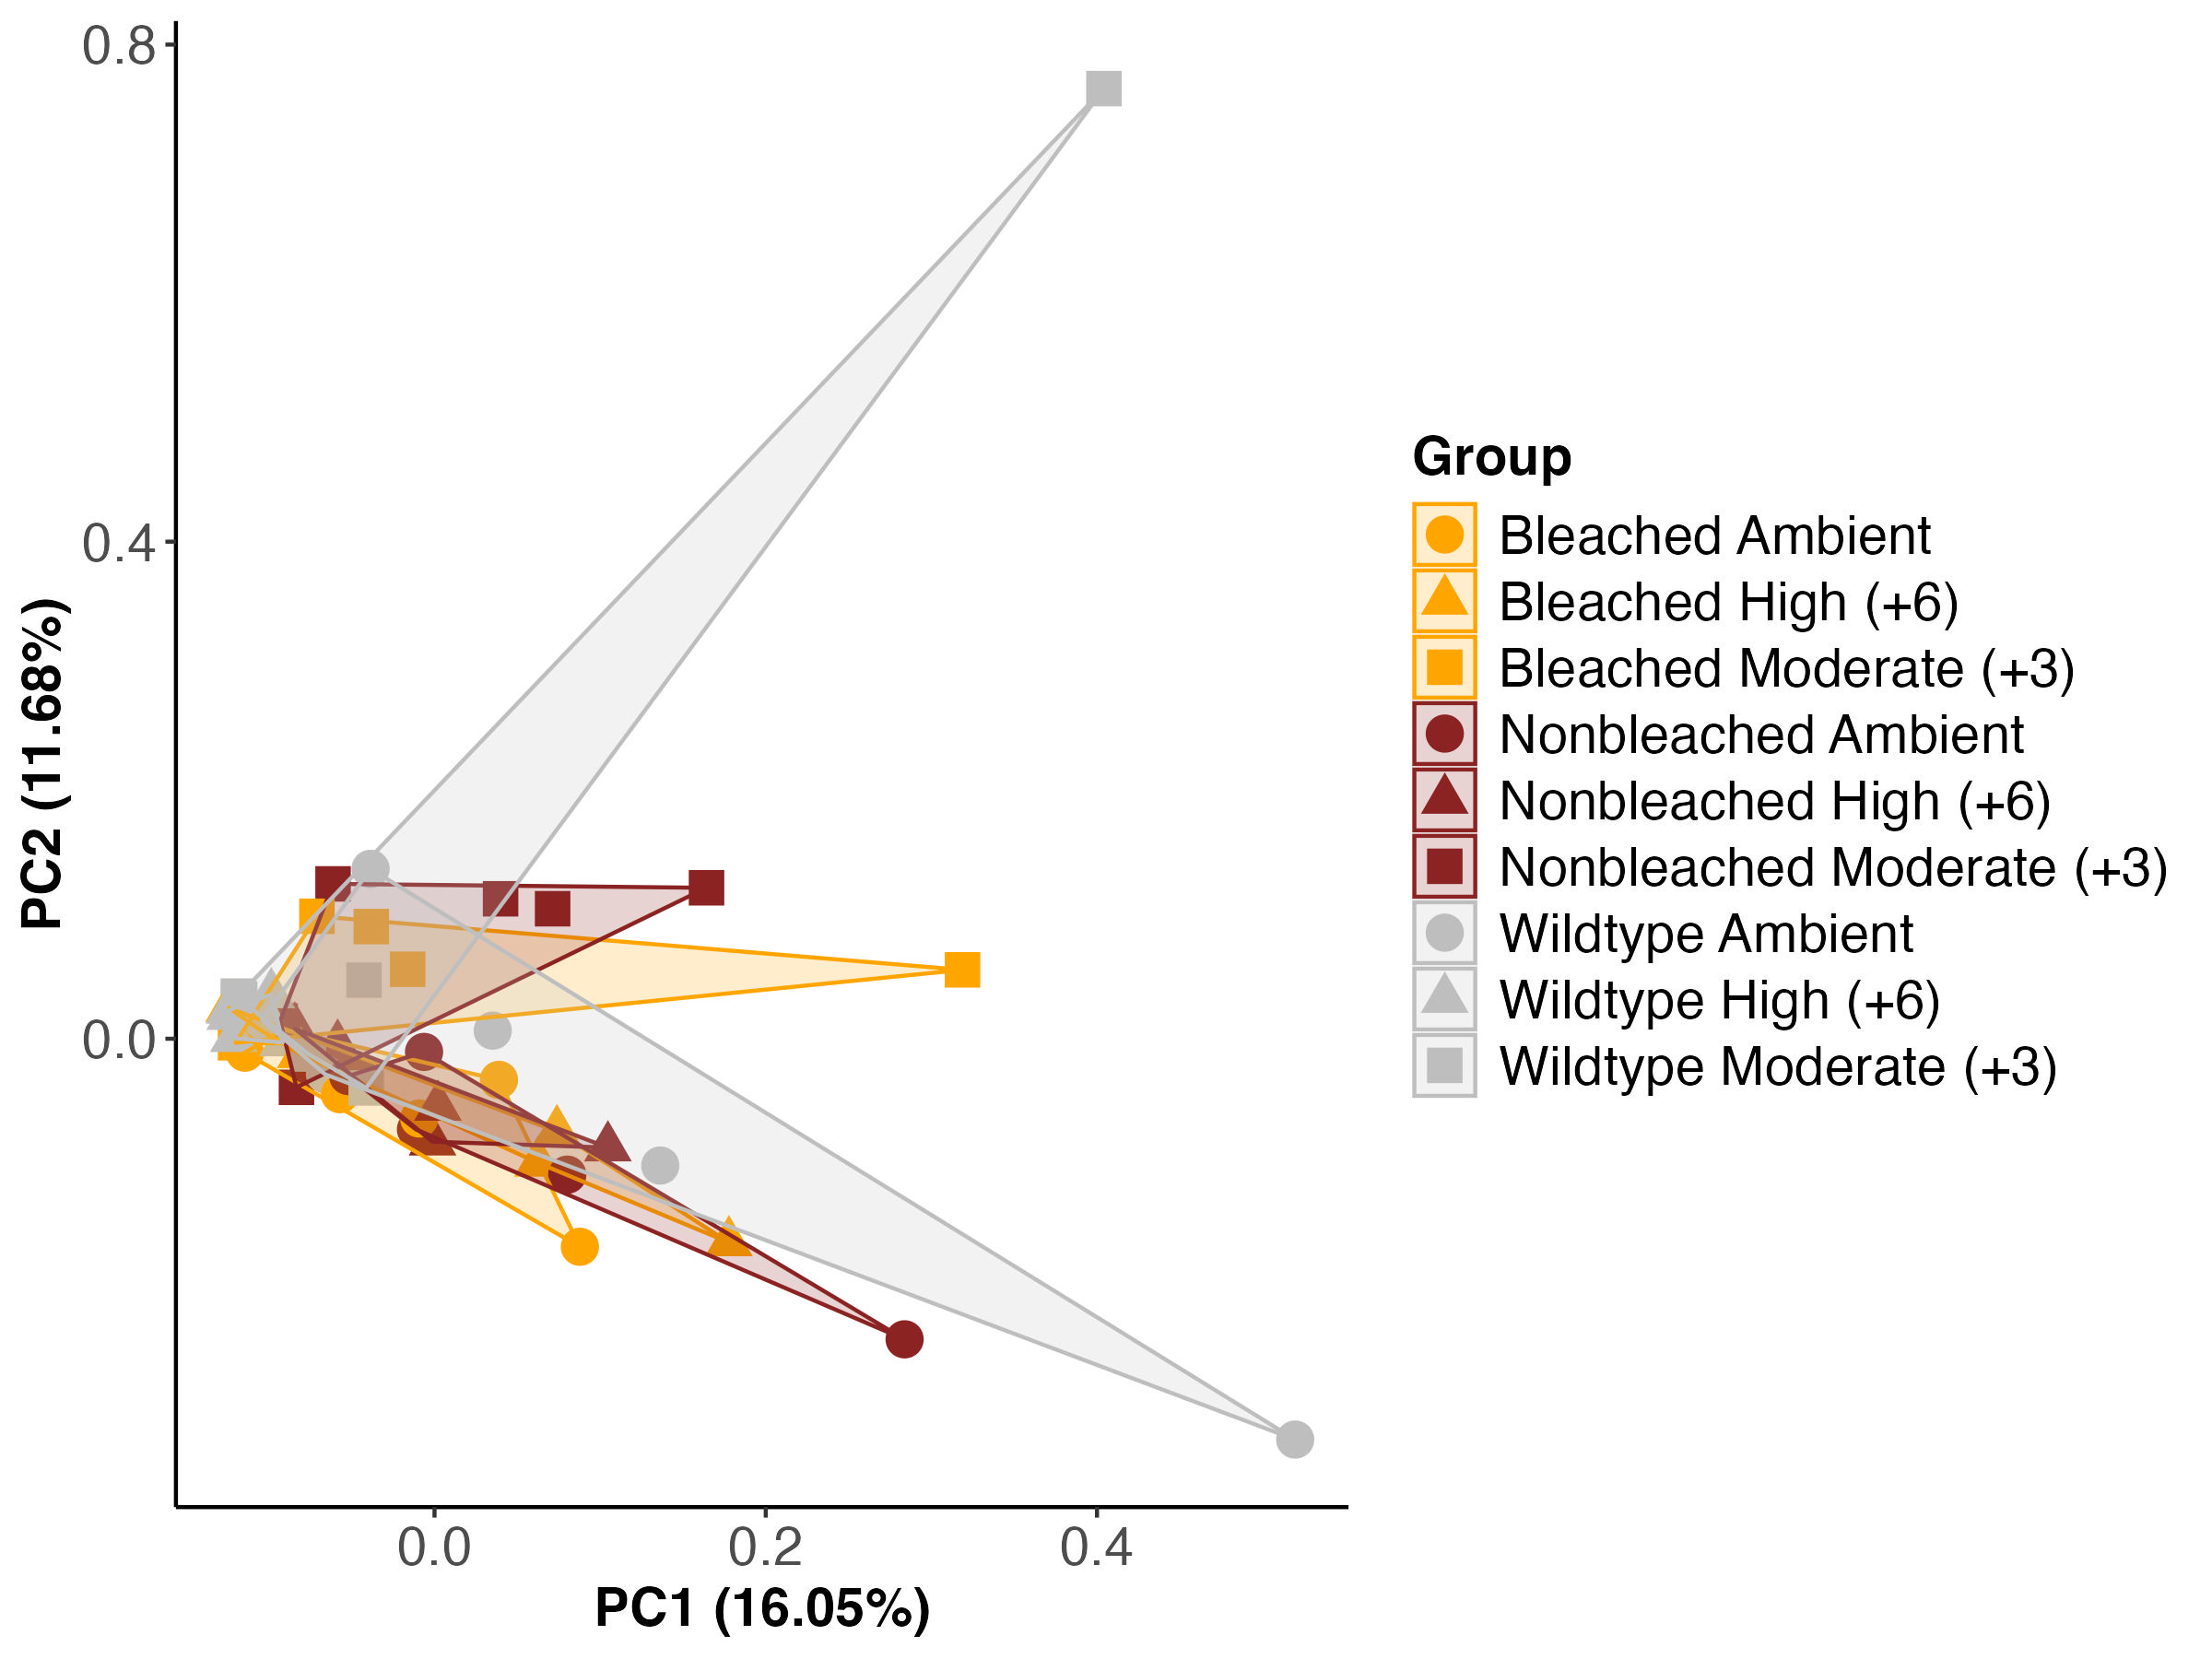 0.8
0.4
0.0
PC2 (11.68%)
0.0 0.2 0.4
PC1 (16.05%)
Group
Bleached Ambient
Bleached High (+6)
Bleached Moderate (+3)
Nonbleached Ambient
Nonbleached High (+6)
Nonbleached Moderate (+3)
Wildtype Ambient
Wildtype High (+6)
Wildtype Moderate (+3)